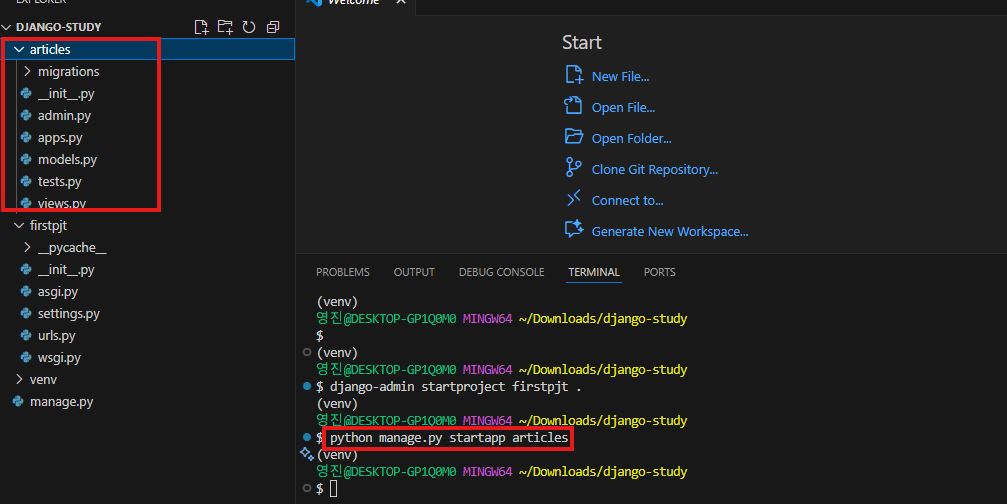 EXPLORER
DJANGO-STUDY
articles
migrations
__init__.py
admin.py
apps.py
models.py
tests.py
views.py
firstpjt
__pycache__
__init__.py
asgi.py
settings.py
urls.py
wsgi.py
venv
manage.py
Welcome
Start
New File...
Open File...
Open Folder...
Clone Git Repository...
Connect to...
Generate New Workspace...
PROBLEMS OUTPUT DEBUG CONSOLE TERMINAL PORTS
(venv)
영진@DESKTOP-GP1Q0M0 MINGW64 ~/Downloads/django-study
$
(venv)
영진@DESKTOP-GP1Q0M0 MINGW64 ~/Downloads/django-study
$ django-admin startproject firstpjt .
(venv)
영진@DESKTOP-GP1Q0M0 MINGW64 ~/Downloads/django-study
$ python manage.py startapp articles
(venv)
영진@DESKTOP-GP1Q0M0 MINGW64 ~/Downloads/django-study
$